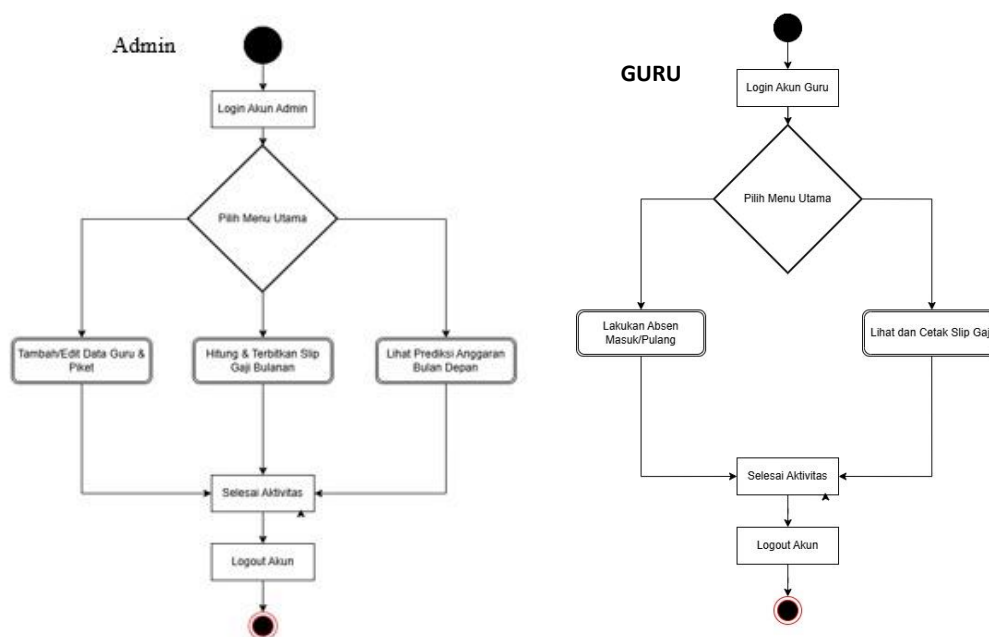 Admin
Login Akun Admin
Pilih Menu Utama
Tambah/Edit Data Guru &
Piket
Hitung & Terbitkan Slip
Gaji Bulanan
Lihat Prediksi Anggaran
Bulan Depan
Selesai Aktivitas
Logout Akun
GURU
Login Akun Guru
Pilih Menu Utama
Lakukan Absen
Masuk/Pulang
Lihat dan Cetak Slip Gaji
Selesai Aktivitas
Logout Akun